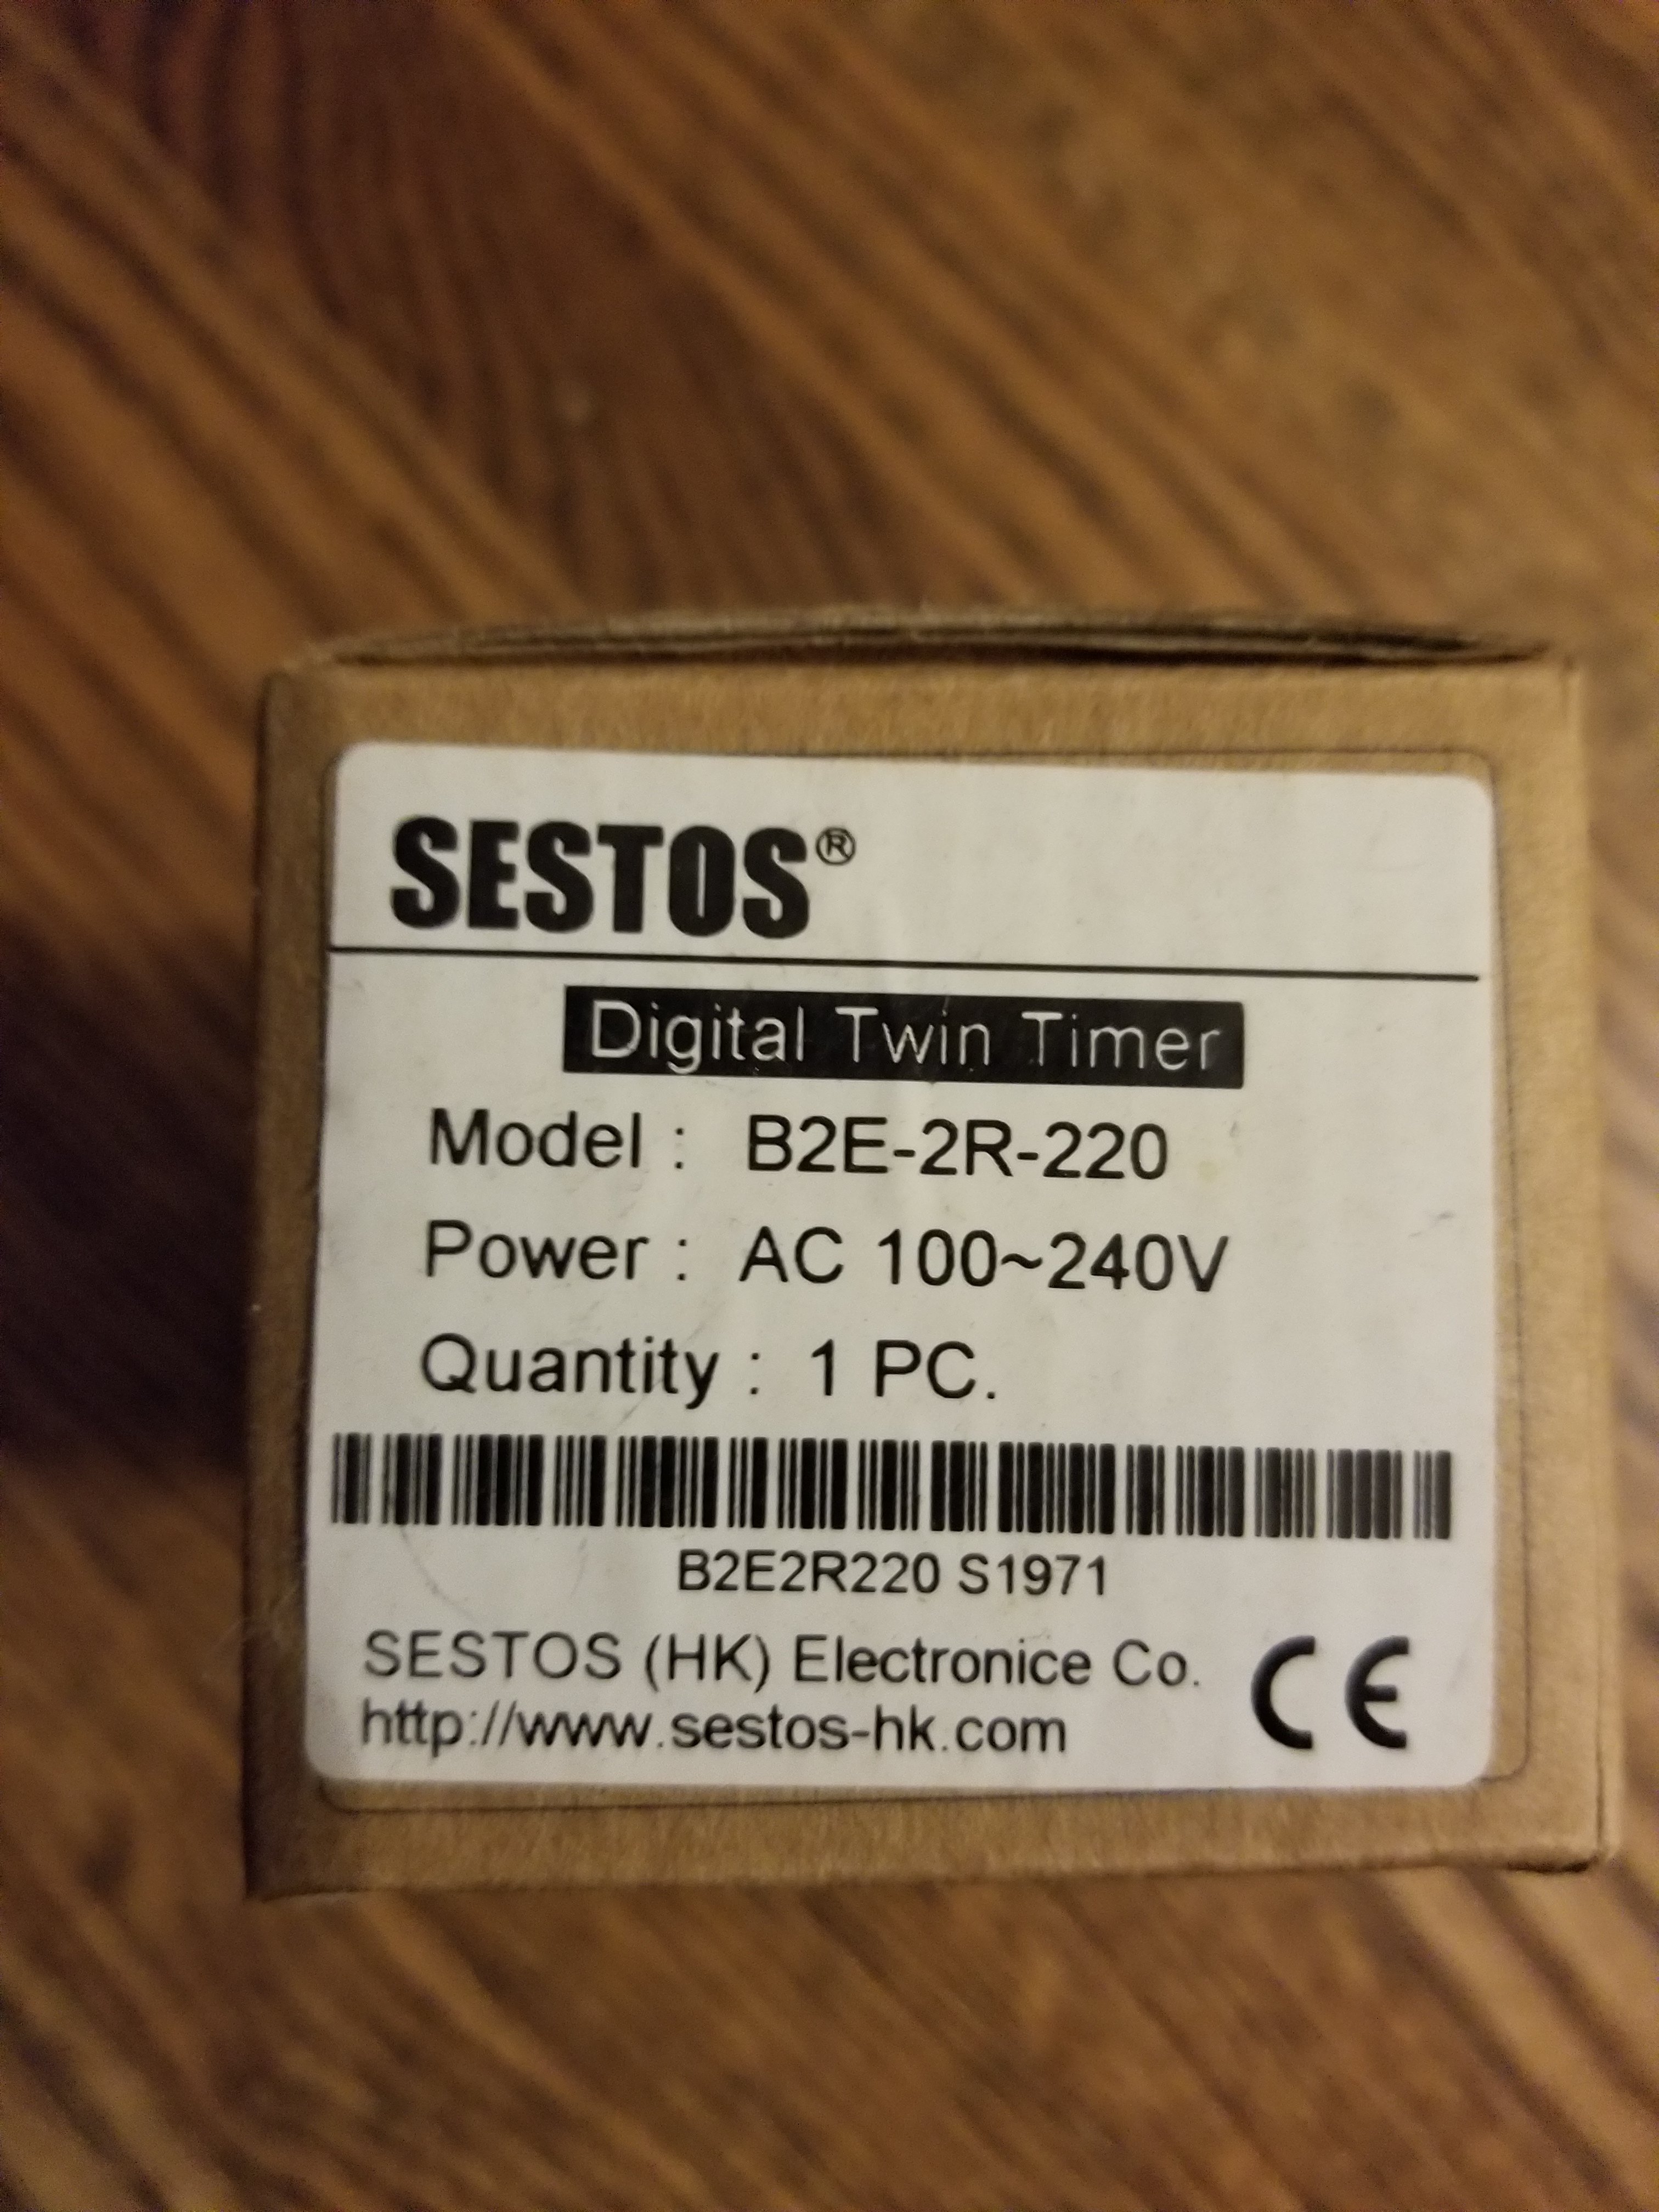 SESTOS®
Digital Twin Timer
Model : B2E-2R-220
Power : AC 100~240V
Quantity : 1 PC.
B2E2R220 S1971
SESTOS (HK) Electronice Co.
http://www.sestos-hk.com
CE